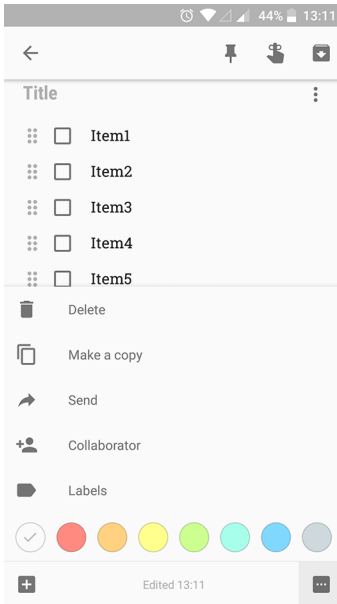 44% 13:11
Title
Item1
Item2
Item3
Item4
Item5
Delete
Make a copy
Send
Collaborator
Labels
Edited 13:11